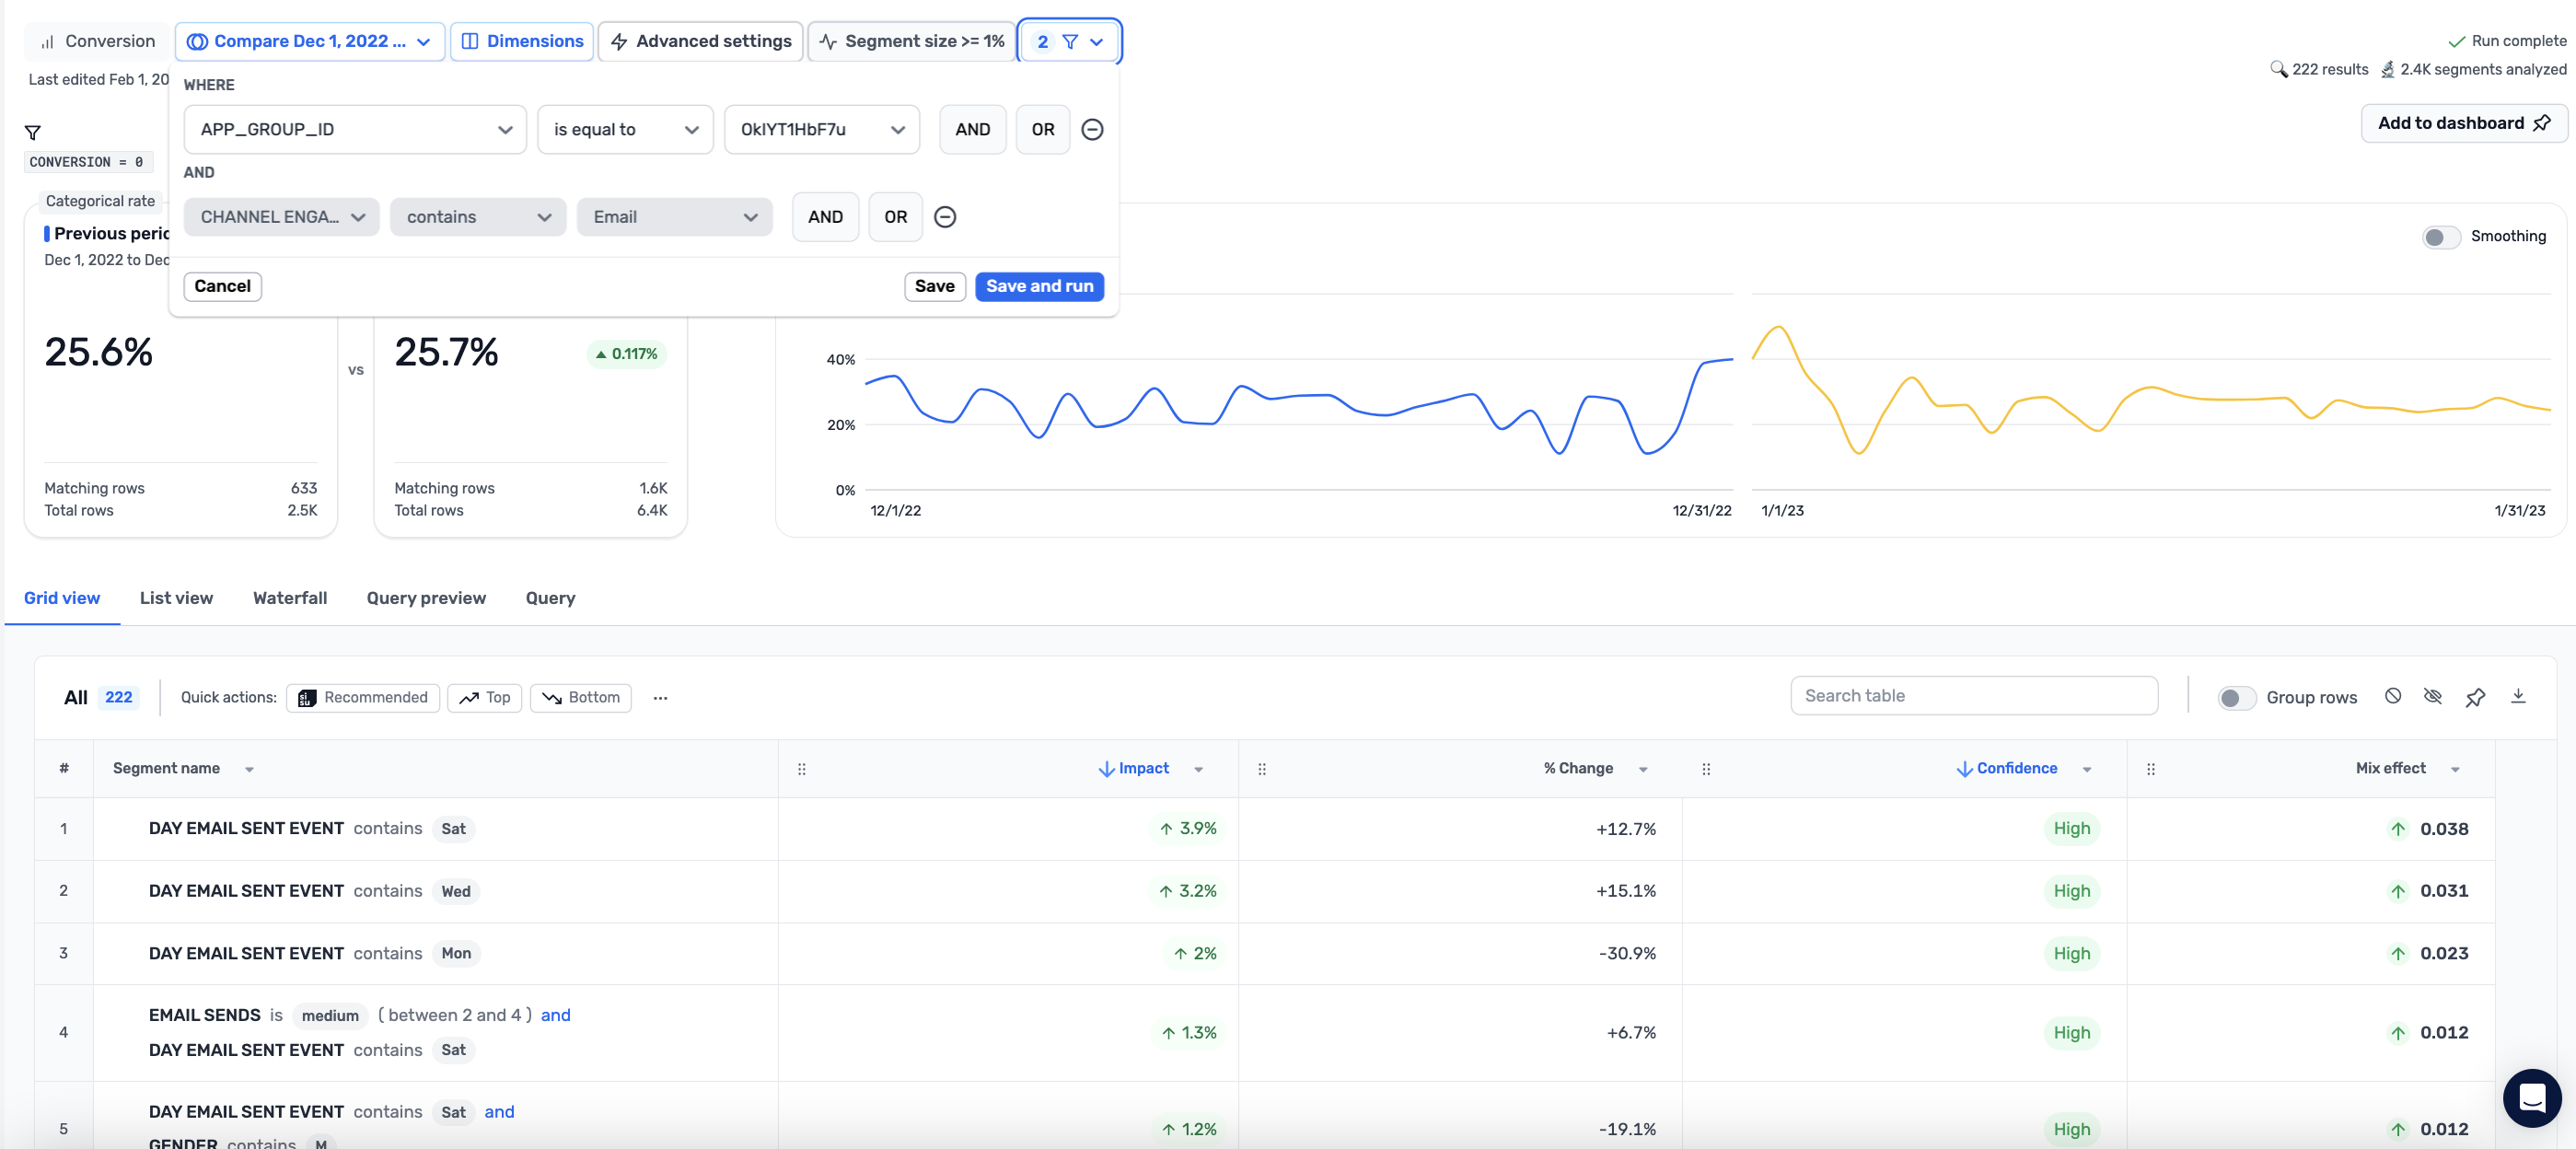 Conversion
Compare Dec 1, 2022 ...
Dimensions
Advanced settings
Segment size >= 1%
2
Run complete
Last edited Feb 1, 20
222 results
2.4K segments analyzed
WHERE
APP_GROUP_ID
is equal to
AND
OR
Add to dashboard
CONVERSION = 0
AND
CHANNEL ENGA...
contains
Email
AND
OR
Categorical rate
Previous peric
Dec 1, 2022 to Dec
Smoothing
Cancel
Save
Save and run
25.6%
vs
25.7%
0.117%
Matching rows 633
Total rows 2.5K
Matching rows 1.6K
Total rows 6.4K
40%
20%
0%
12/1/22
12/31/22
1/1/23
1/31/23
Grid view
List view
Waterfall
Query preview
Query
All 222
Quick actions:
si su
Recommended
Top
Bottom
...
Search table
Group rows
# Segment name Impact % Change Confidence Mix effect
1 DAY EMAIL SENT EVENT contains Sat 3.9% +12.7% High 0.038
2 DAY EMAIL SENT EVENT contains Wed 3.2% +15.1% High 0.031
3 DAY EMAIL SENT EVENT contains Mon 2% -30.9% High 0.023
EMAIL SENDS is medium ( between 2 and 4 ) and
4 1.3% +6.7% High 0.012
DAY EMAIL SENT EVENT contains Sat
DAY EMAIL SENT EVENT contains Sat and
5 1.2% -19.1% High 0.012
GENDER contains M